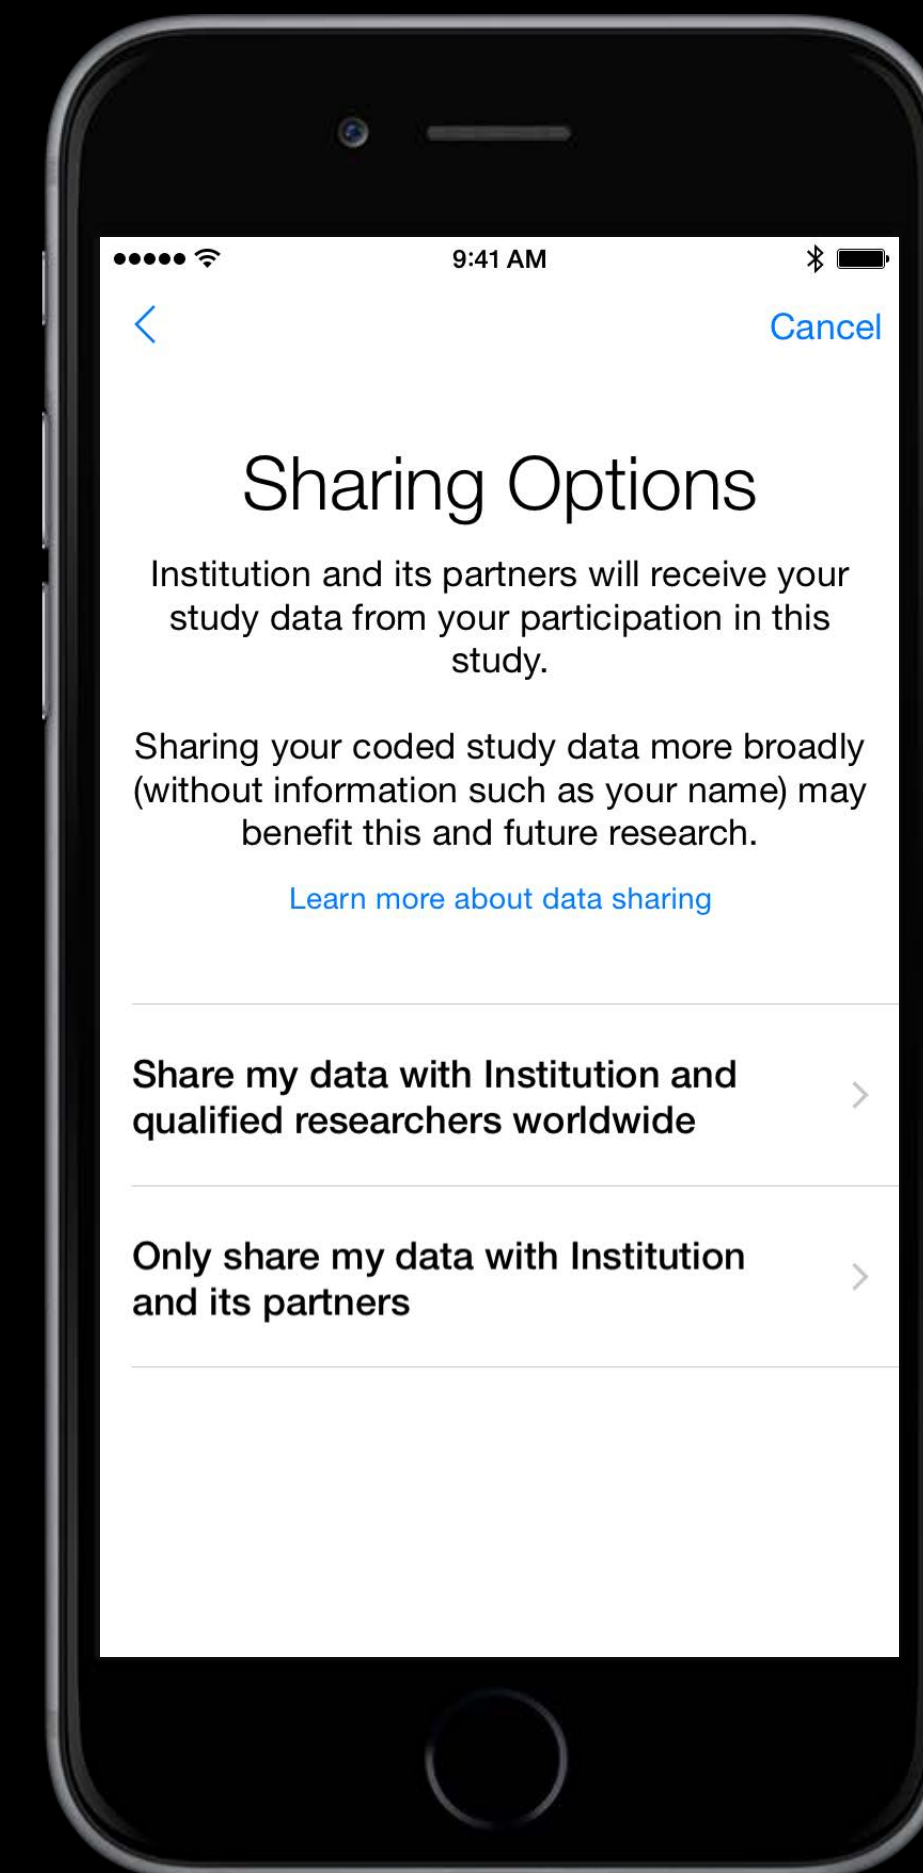 9:41 AM
Cancel
Sharing Options
Institution and its partners will receive your
study data from your participation in this
study.
Sharing your coded study data more broadly
(without information such as your name) may
benefit this and future research.
Learn more about data sharing
Share my data with Institution and
qualified researchers worldwide
Only share my data with Institution
and its partners